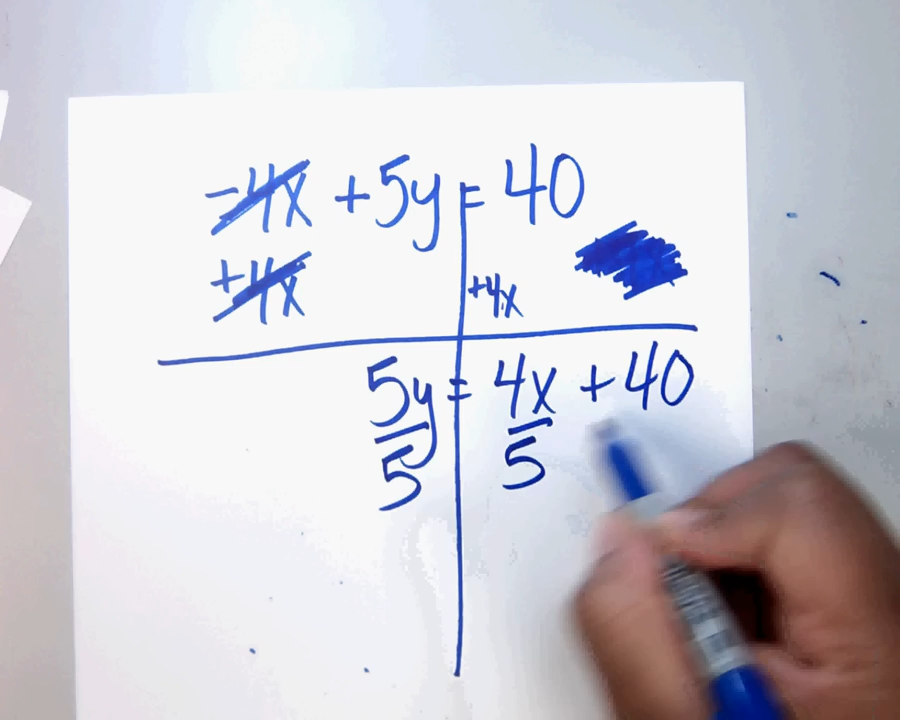 -4x + 5y = 40
+4x +4x
5y = 4x + 40
5 5